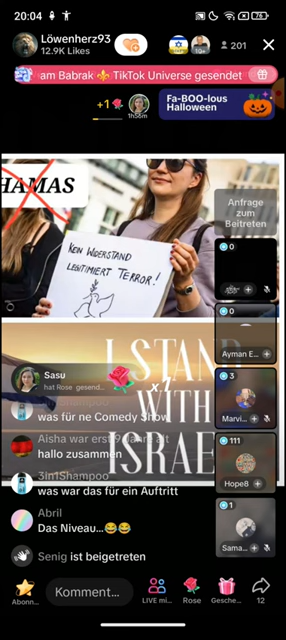 20:04
76
Löwenherz93
12.9K Likes
10+
201
am Babrak ⚜ TikTok Universe gesendet
+1
1h56m
Fa-BOO-lous
Halloween
HAMAS
KEIN WIDERSTAND
LEGITIMIERT TERROR!
Anfrage
zum
Beitreten
0
0
Ayman E...
I STAND
WITH
ISRAEL
3
Marvi...
Sasu
hat Rose gesend...
x1
was für ne Comedy Show
Aisha war erst 9 Jahre alt
hallo zusammen
111
Hope8
3in1Shampoo
was war das für ein Auftritt
Abril
Das Niveau...😂😂
1
Sama...
Senig ist beigetreten
Abonn...
Komment...
LIVE mi...
Rose
Gesche...
12